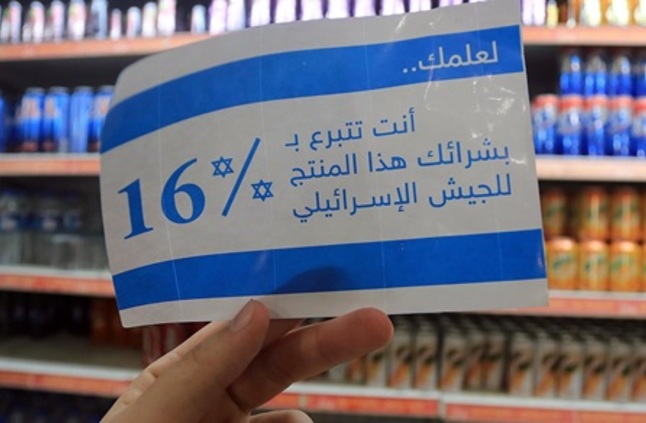 لعلمك..
أنت تتبرع بـ
بشرائك هذا المنتج
للجيش الإسرائيلي
16%